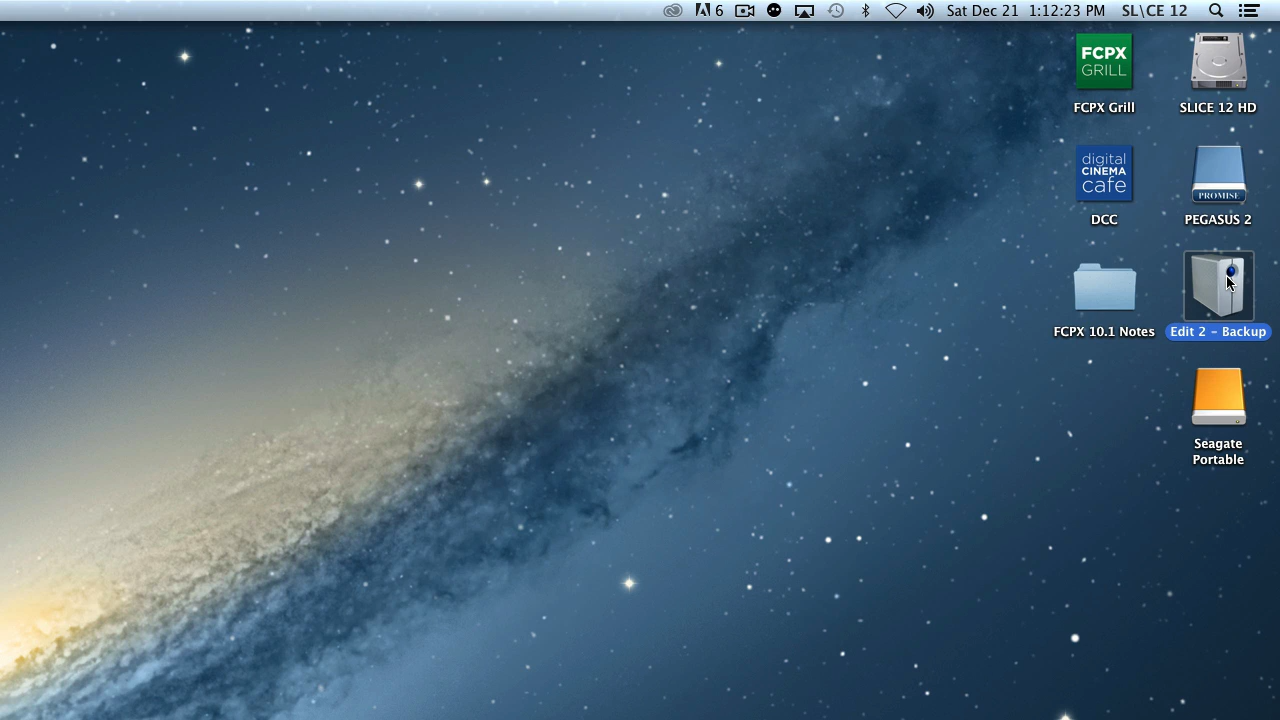 6 Sat Dec 21 1:12:23 PM SL\CE 12
FCPX
GRILL
FCPX Grill
SLICE 12 HD
digital
CINEMA
cafe
DCC
PROMISE
PEGASUS 2
FCPX 10.1 Notes
Edit 2 - Backup
Seagate
Portable